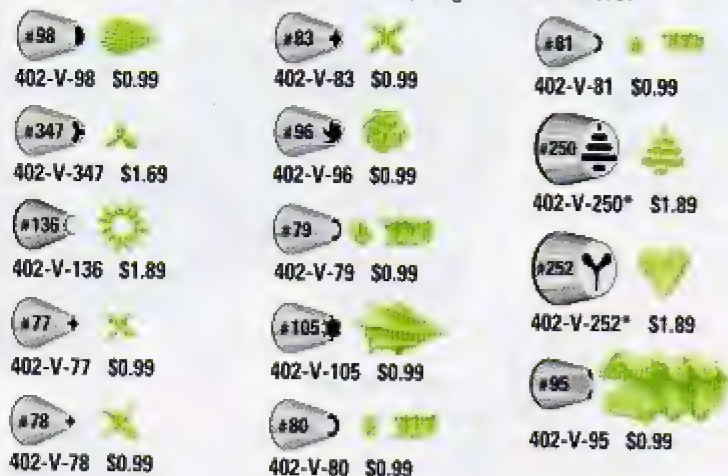 #98
402-V-98 $0.99
#347
402-V-347 $1.69
#136
402-V-136 $1.89
#77
402-V-77 $0.99
#78
402-V-78 $0.99
#83
402-V-83 $0.99
#96
402-V-96 $0.99
#79
402-V-79 $0.99
#105
402-V-105 $0.99
#80
402-V-80 $0.99
#81
402-V-81 $0.99
#250
402-V-250* $1.89
#252
402-V-252* $1.89
#95
402-V-95 $0.99